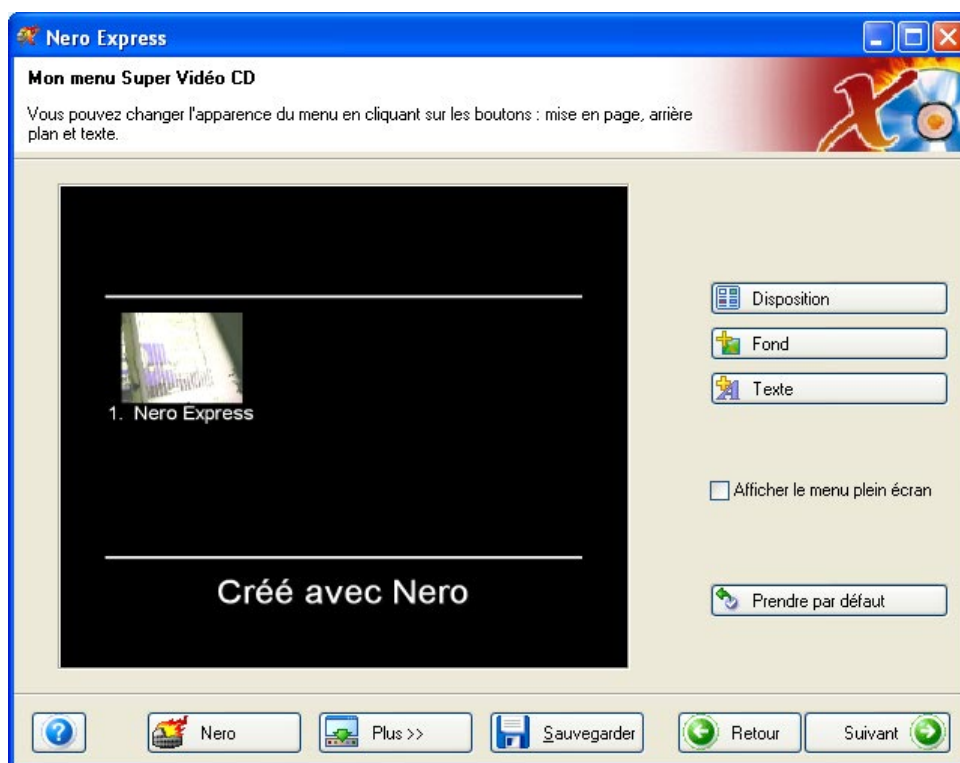 Nero Express
Mon menu Super Vidéo CD
Vous pouvez changer l'apparence du menu en cliquant sur les boutons : mise en page, arrière
plan et texte.
Disposition
Fond
Texte
1. Nero Express
Afficher le menu plein écran
Créé avec Nero
Prendre par défaut
Nero
Plus >>
Sauvegarder
Retour
Suivant